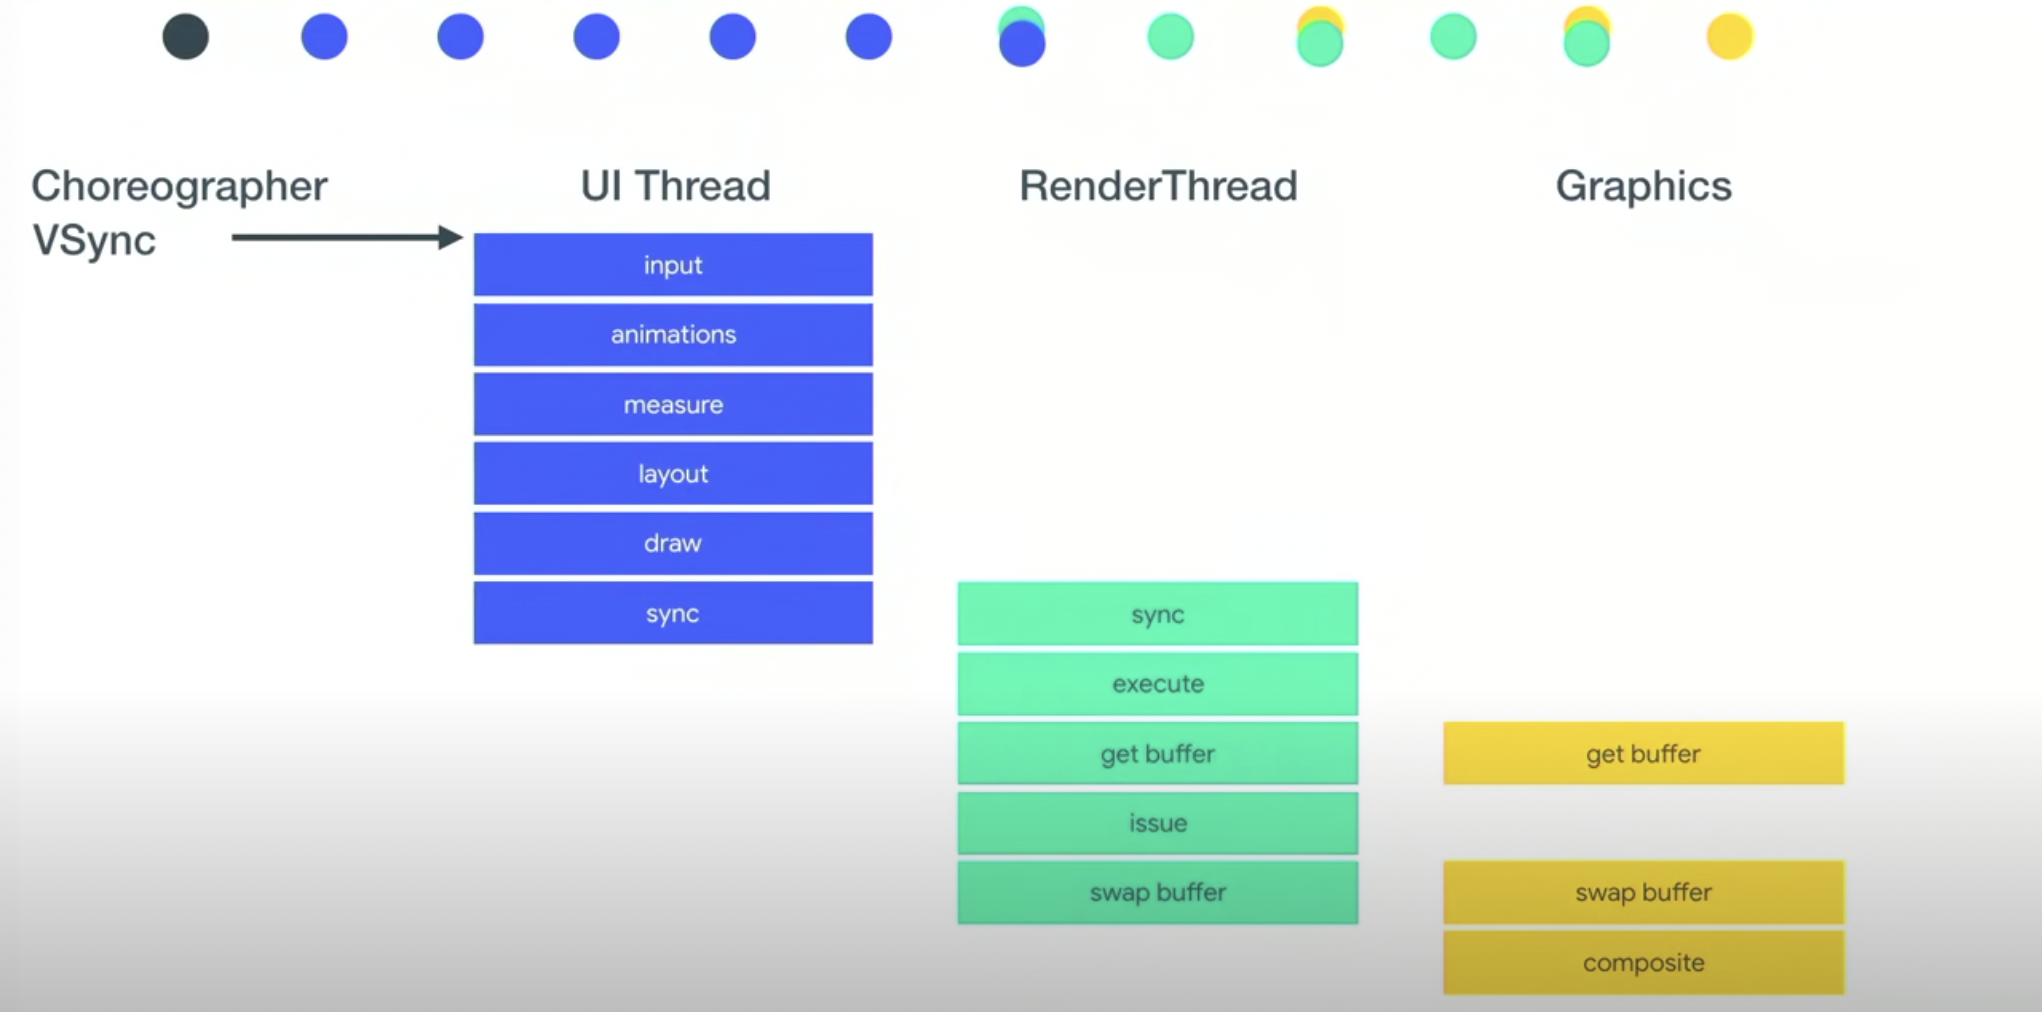 Choreographer
VSync
UI Thread
input
animations
measure
layout
draw
sync
RenderThread
sync
execute
get buffer
issue
swap buffer
Graphics
get buffer
swap buffer
composite